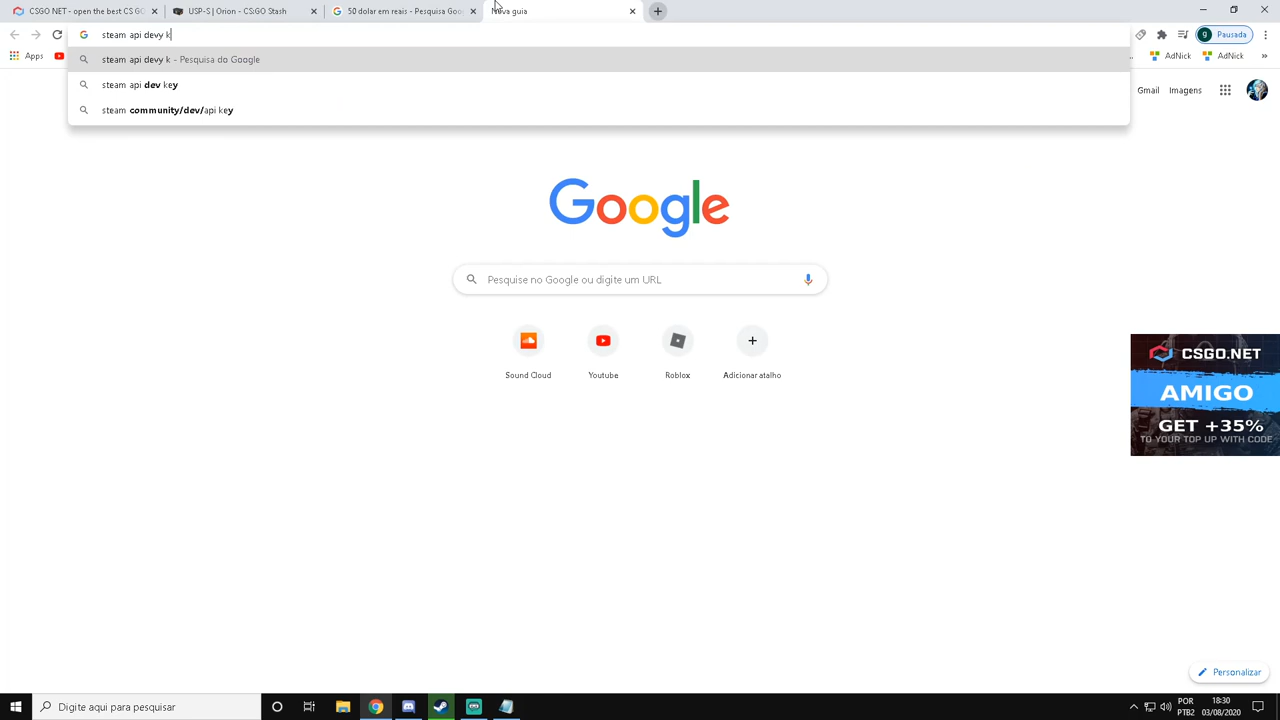 CSGO.NET - open the best CS GO
USP-S | Orion - CSGO Stash
50 dolar em reais - Pesquisa Goo
Nova guia
steam api devy k
g
Pausada
Apps
steam api devy k - Pesquisa do Google
AdNick
AdNick
steam api dev key
Gmail
Imagens
steam community/dev/api key
Google
Pesquise no Google ou digite um URL
Sound Cloud
Youtube
Roblox
Adicionar atalho
CSGO.NET
AMIGO
GET +35%
TO YOUR TOP UP WITH CODE
Personalizar
Digite aqui para pesquisar
POR
PTB2
18:30
03/08/2020